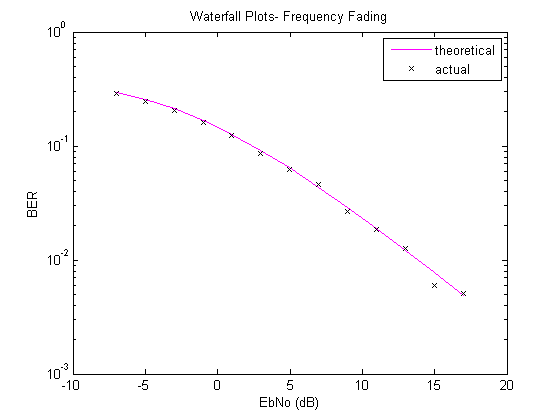 Waterfall Plots- Frequency Fading
theoretical
actual
10^0
10^-1
10^-2
10^-3
BER
-10 -5 0 5 10 15 20
EbNo (dB)